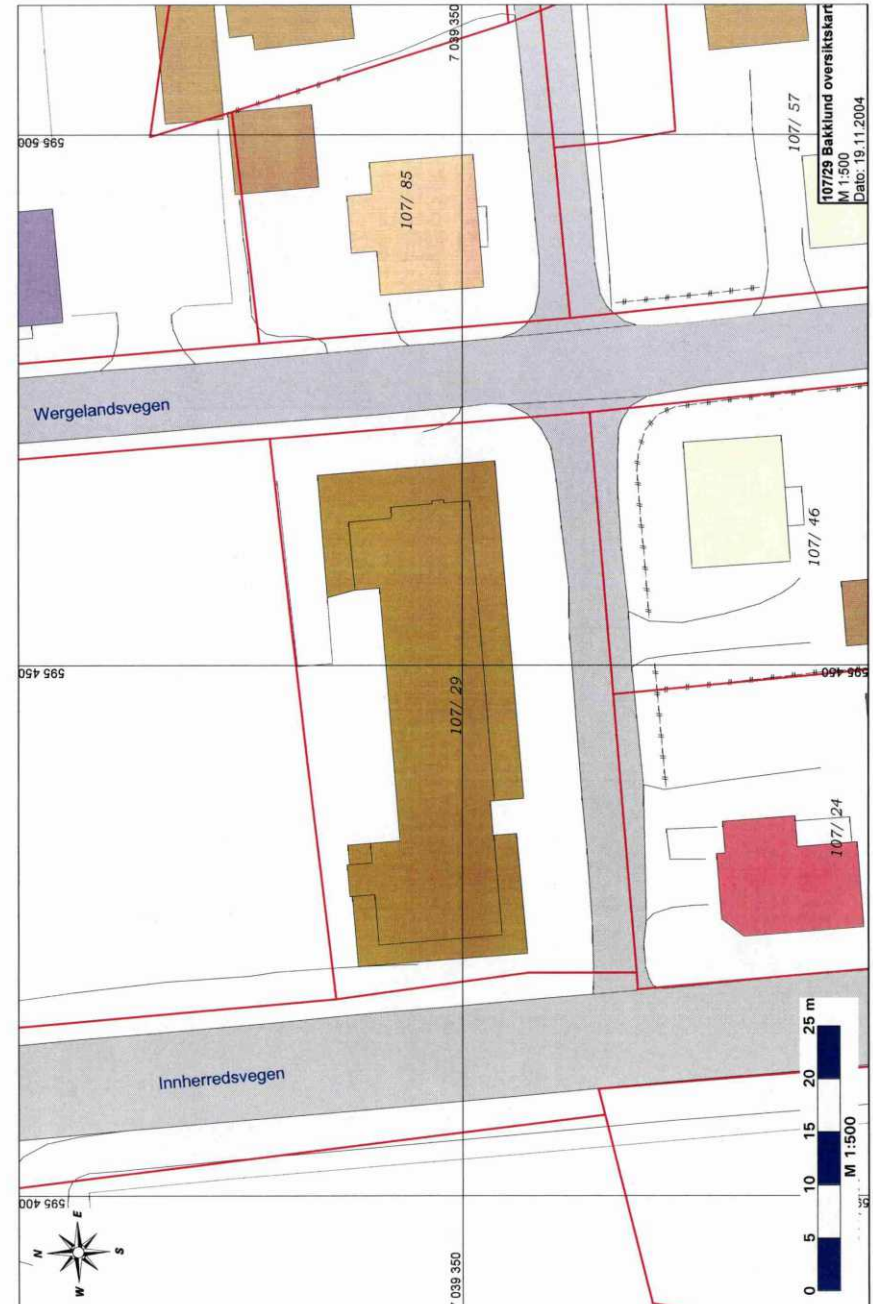 7 039 350
595 500
107/29 Bakklund oversiktskart
M 1:500
Dato: 19.11.2004
107/ 57
107/ 85
Wergelandsvegen
107/ 46
595 450
595 450
107/ 29
107/ 24
Innherredsvegen
0 5 10 15 20 25 m
M 1:500
595 400
N
E
S
W
039 350